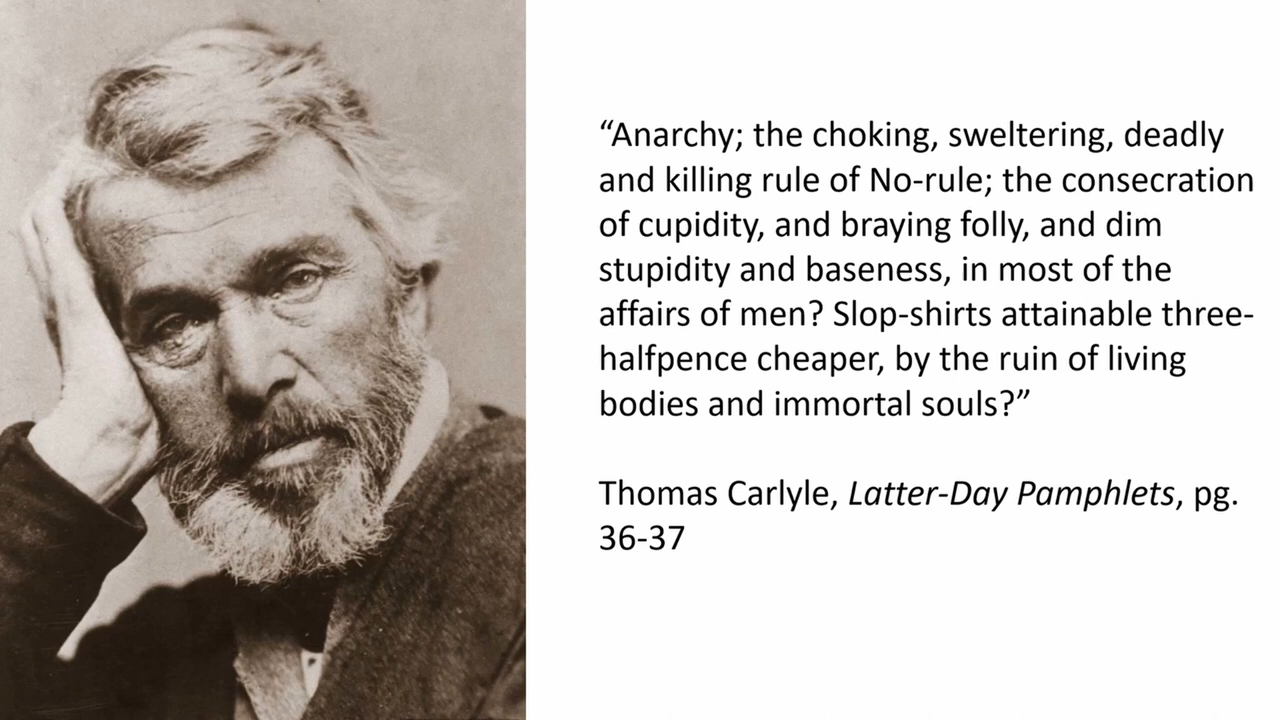 “Anarchy; the choking, sweltering, deadly
and killing rule of No-rule; the consecration
of cupidity, and braying folly, and dim
stupidity and baseness, in most of the
affairs of men? Slop-shirts attainable three-
halfpence cheaper, by the ruin of living
bodies and immortal souls?”
Thomas Carlyle, Latter-Day Pamphlets, pg.
36-37